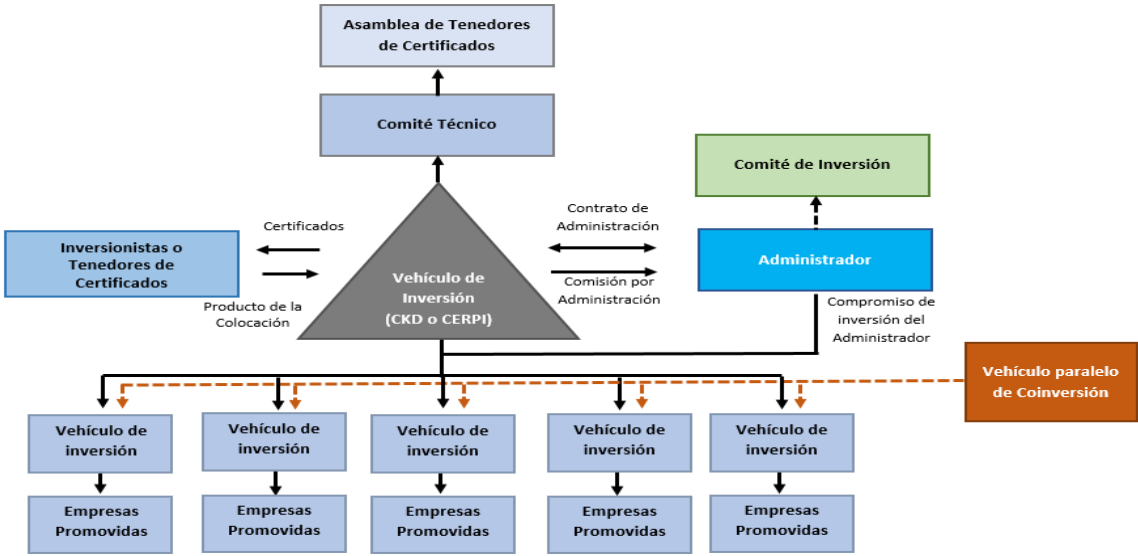 Asamblea de Tenedores
de Certificados
Comité Técnico
Comité de Inversión
Certificados
Contrato de
Administración
Inversionistas o
Tenedores de
Certificados
Administrador
Vehículo de
Inversión
(CKD o CERPI)
Comisión por
Administración
Producto de la
Colocación
Compromiso de
inversión del
Administrador
Vehículo paralelo
de Coinversión
Vehículo de
inversión
Vehículo de
inversión
Vehículo de
inversión
Vehículo de
inversión
Vehículo de
inversión
Empresas
Promovidas
Empresas
Promovidas
Empresas
Promovidas
Empresas
Promovidas
Empresas
Promovidas